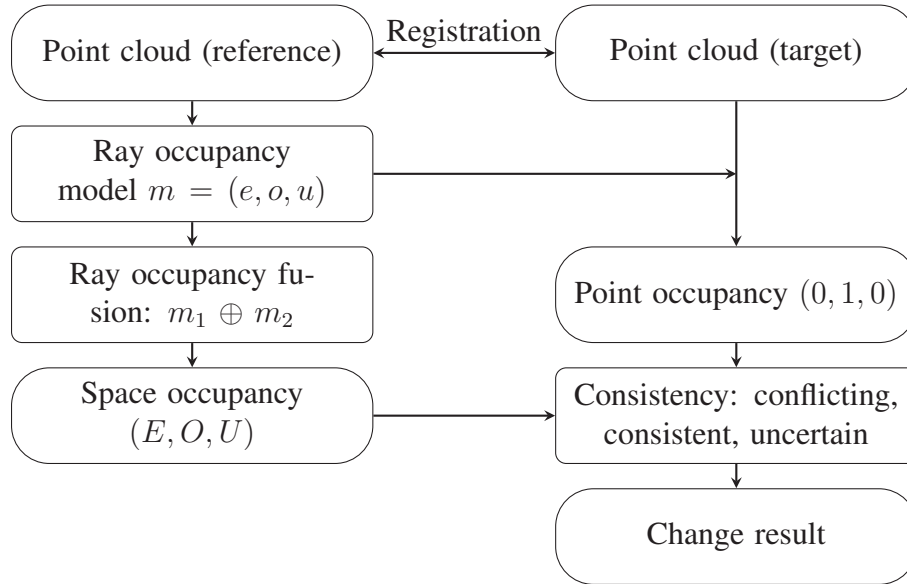 Point cloud (reference)
Registration
Point cloud (target)
Ray occupancy
model m = (e, o, u)
Ray occupancy fu-
sion: m₁ ⊕ m₂
Point occupancy (0, 1, 0)
Space occupancy
(E, O, U)
Consistency: conflicting,
consistent, uncertain
Change result